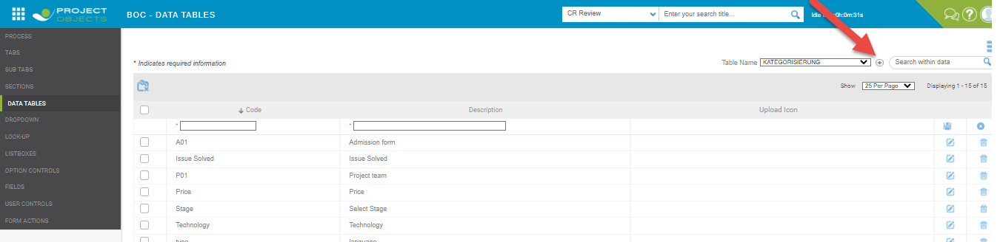 PROJECT
OBJECTS
BOC - DATA TABLES
CR Review
Enter your search title...
Idle
0h:0m:31s
PROCESS
TABS
SUB TABS
SECTIONS
DATA TABLES
DROPDOWN
LOOK-UP
LISTBOXES
OPTION CONTROLS
FIELDS
USER CONTROLS
FORM ACTIONS
* Indicates required information
Table Name KATEGORISIERUNG
Search within data
Show 25 Per Page Displaying 1 - 15 of 15
Code Description Upload Icon
* *
A01 Admission form
Issue Solved Issue Solved
P01 Project team
Price Price
Stage Select Stage
Technology Technology
type language